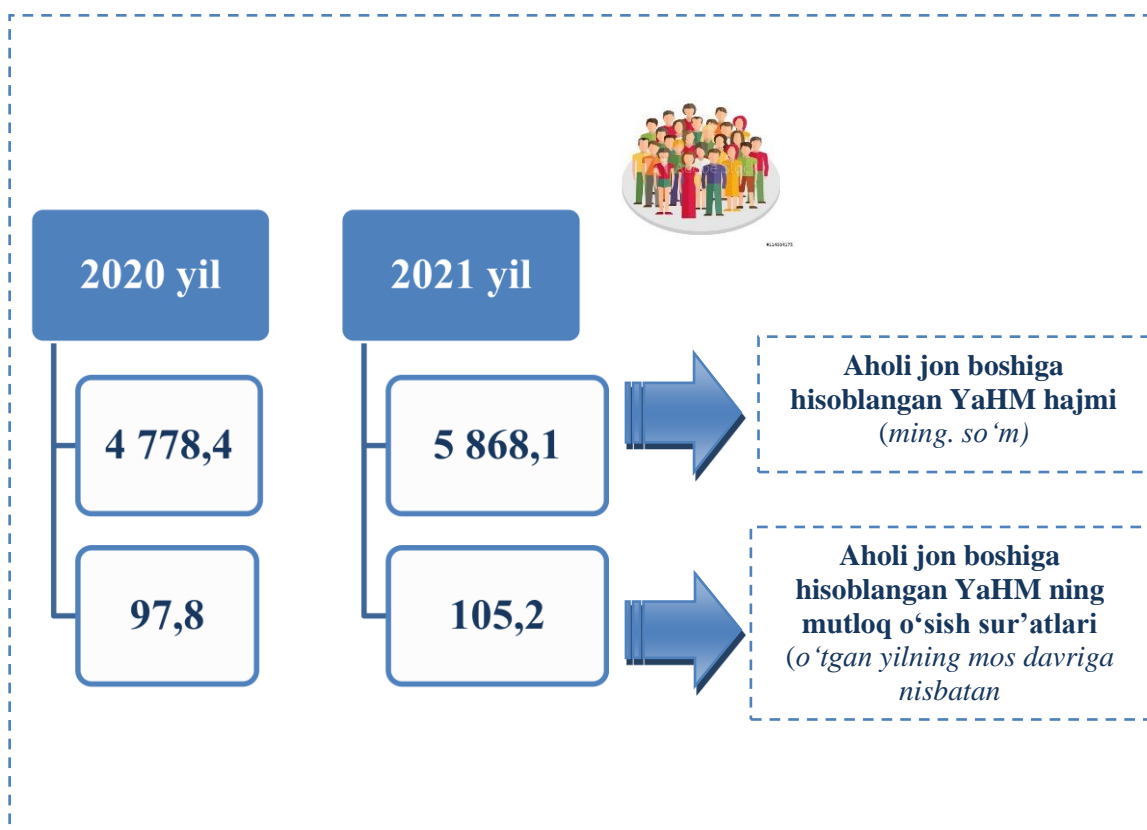 2020 yil
2021 yil
4 778,4
5 868,1
Aholi jon boshiga
hisoblangan YaHM hajmi
(ming. so‘m)
97,8
105,2
Aholi jon boshiga
hisoblangan YaHM ning
mutloq o‘sish sur’atlari
(o‘tgan yilning mos davriga
nisbatan